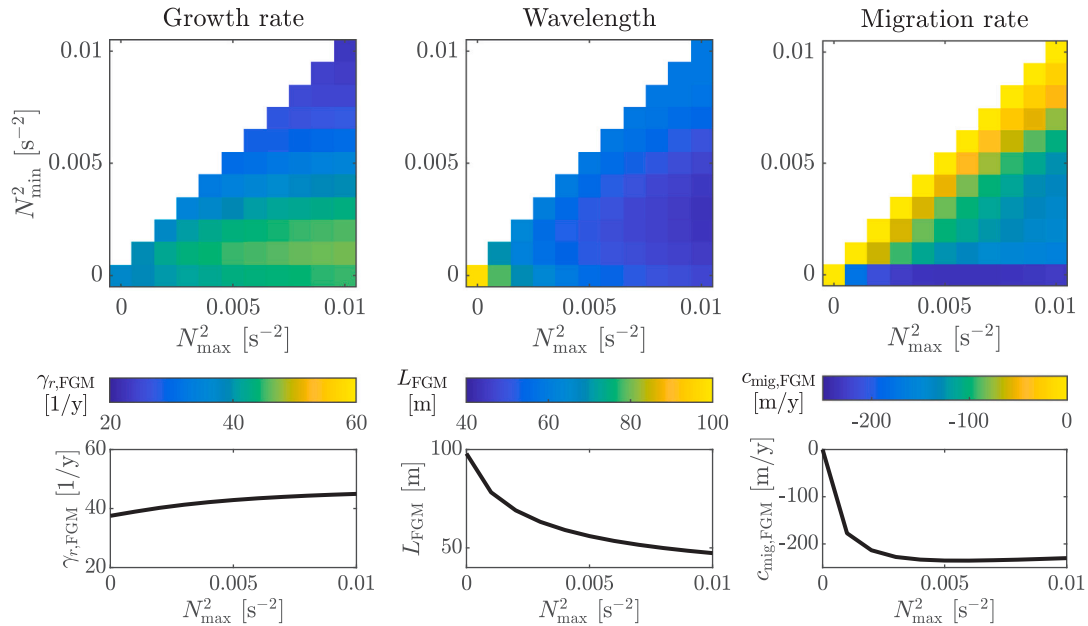 Growth rate
Wavelength
Migration rate
0.01
0.005
0
N²min [s⁻²]
0
0.005
0.01
N²max [s⁻²]
0.01
0.005
0
0
0.005
0.01
N²max [s⁻²]
0.01
0.005
0
0
0.005
0.01
N²max [s⁻²]
γr,FGM
[1/y]
20
40
60
LFGM
[m]
40
60
80
100
cmig,FGM
[m/y]
-200
-100
0
60
40
20
γr,FGM [1/y]
0
0.005
0.01
N²max [s⁻²]
100
50
LFGM [m]
0
0.005
0.01
N²max [s⁻²]
0
-100
-200
cmig,FGM [m/y]
0
0.005
0.01
N²max [s⁻²]